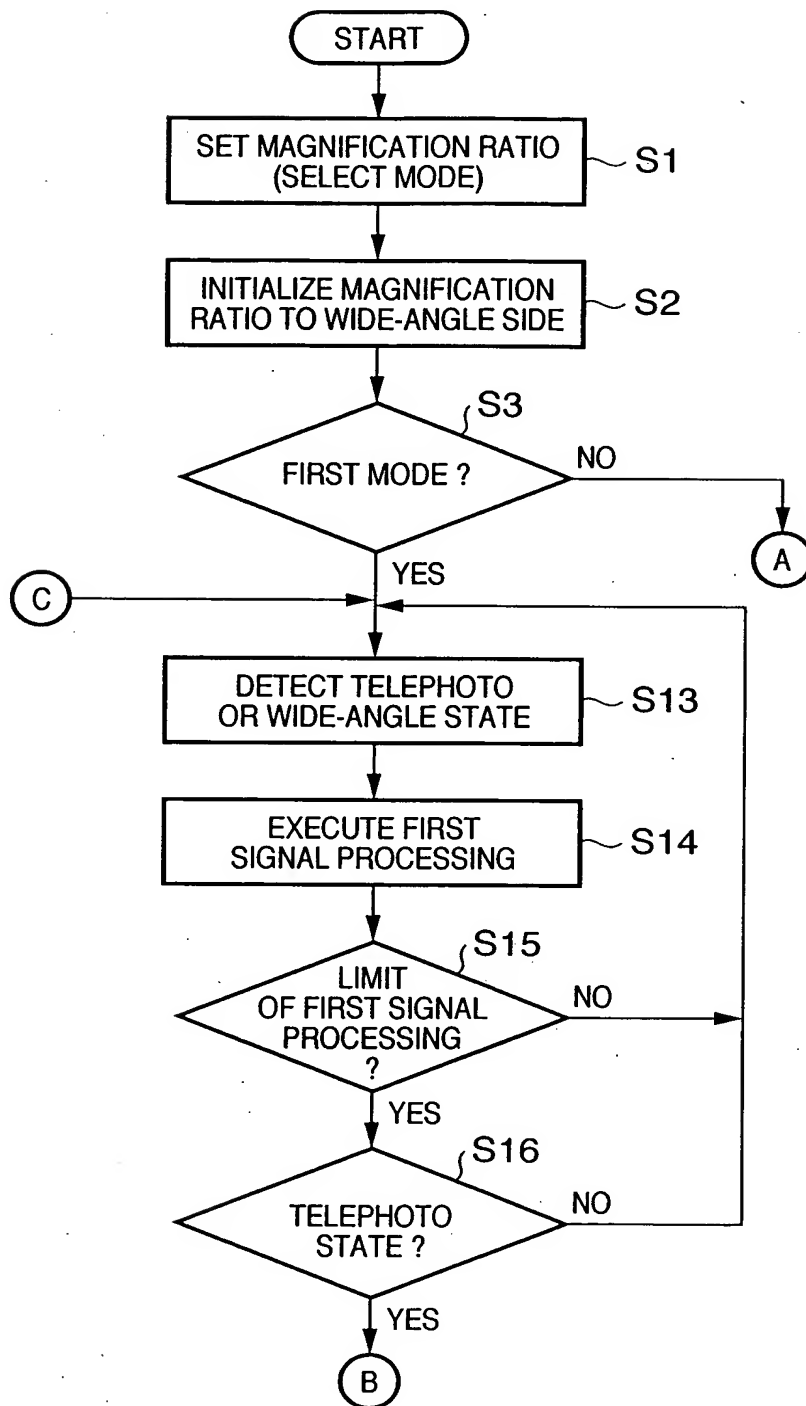 START
SET MAGNIFICATION RATIO
(SELECT MODE)
S1
INITIALIZE MAGNIFICATION
RATIO TO WIDE-ANGLE SIDE
S2
S3
FIRST MODE ?
NO
A
YES
C
DETECT TELEPHOTO
OR WIDE-ANGLE STATE
S13
EXECUTE FIRST
SIGNAL PROCESSING
S14
S15
LIMIT
OF FIRST SIGNAL
PROCESSING
?
NO
YES
S16
TELEPHOTO
STATE ?
NO
YES
B